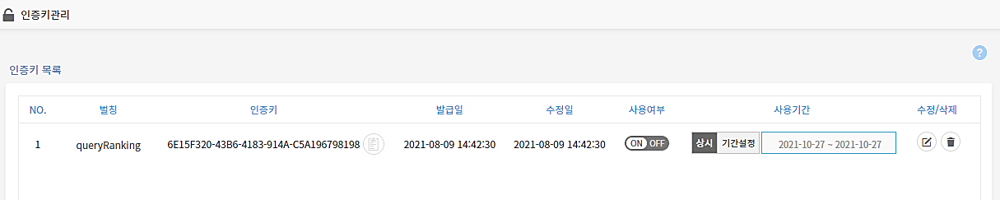 인증키관리
?
인증키 목록
NO. 별칭 인증키 발급일 수정일 사용여부 사용기간 수정/삭제
1 queryRanking 6E15F320-43B6-4183-914A-C5A196798198 2021-08-09 14:42:30 2021-08-09 14:42:30 ON OFF 상시 기간설정 2021-10-27 ~ 2021-10-27